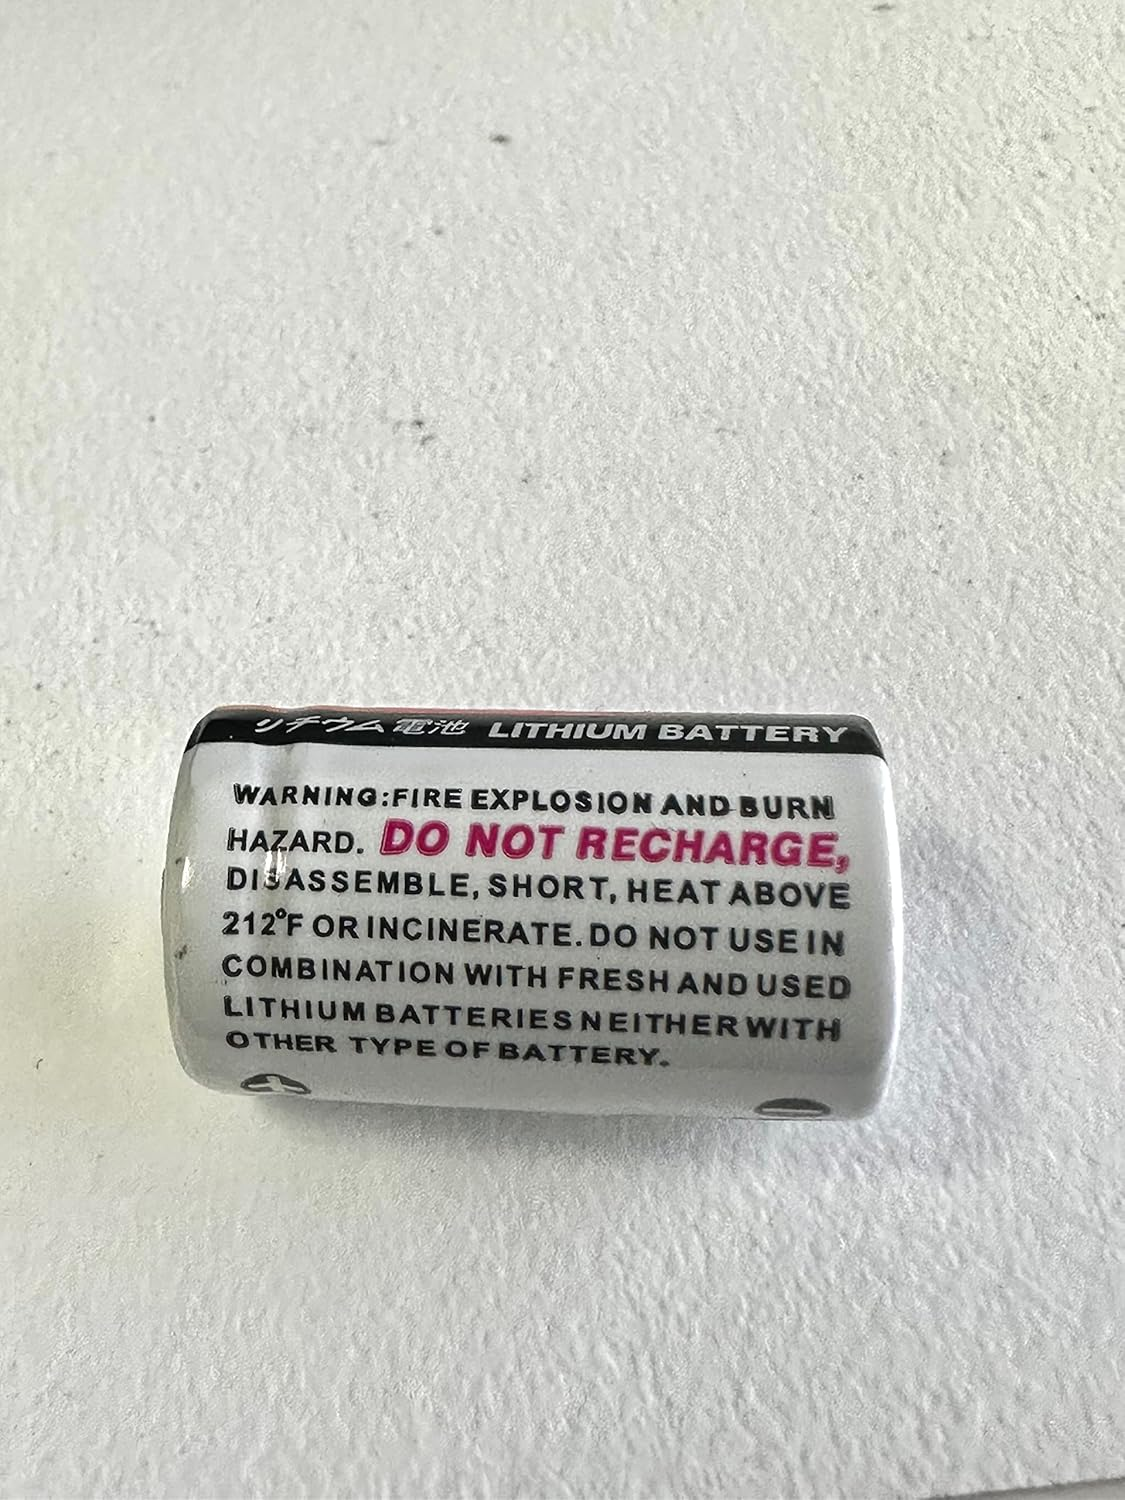 リチウム電池 LITHIUM BATTERY
WARNING:FIRE EXPLOSION AND BURN
HAZARD. DO NOT RECHARGE,
DISASSEMBLE, SHORT, HEAT ABOVE
212°F OR INCINERATE. DO NOT USE IN
COMBINATION WITH FRESH AND USED
LITHIUM BATTERIES NEITHER WITH
OTHER TYPE OF BATTERY.
+ −